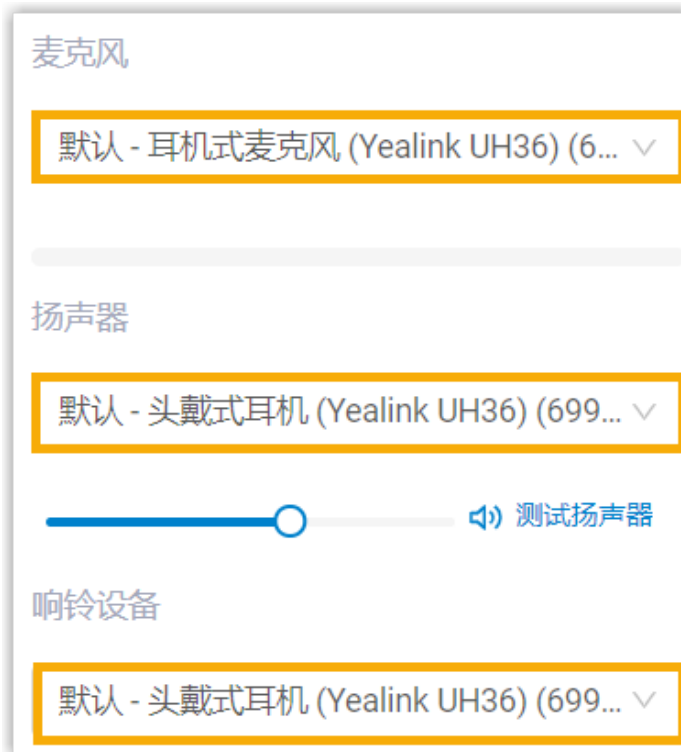 麦克风
默认 - 耳机式麦克风 (Yealink UH36) (6...
扬声器
默认 - 头戴式耳机 (Yealink UH36) (699...
测试扬声器
响铃设备
默认 - 头戴式耳机 (Yealink UH36) (699...